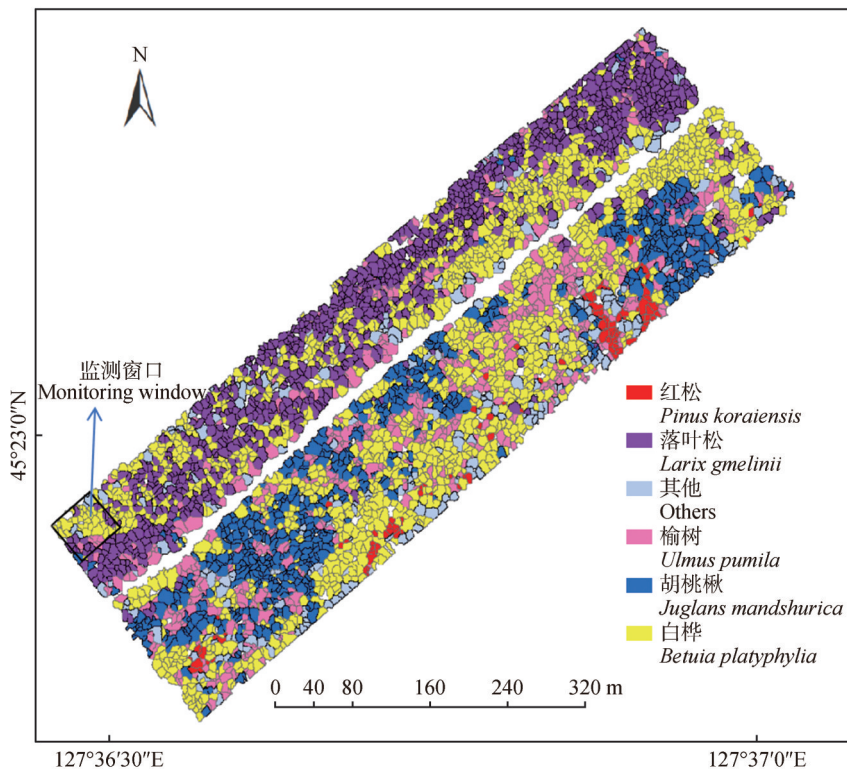 N
监测窗口
Monitoring window
45°23′0″N
红松
Pinus koraiensis
落叶松
Larix gmelinii
其他
Others
榆树
Ulmus pumila
胡桃楸
Juglans mandshurica
白桦
Betuia platyphylia
0 40 80 160 240 320 m
127°36′30″E 127°37′0″E